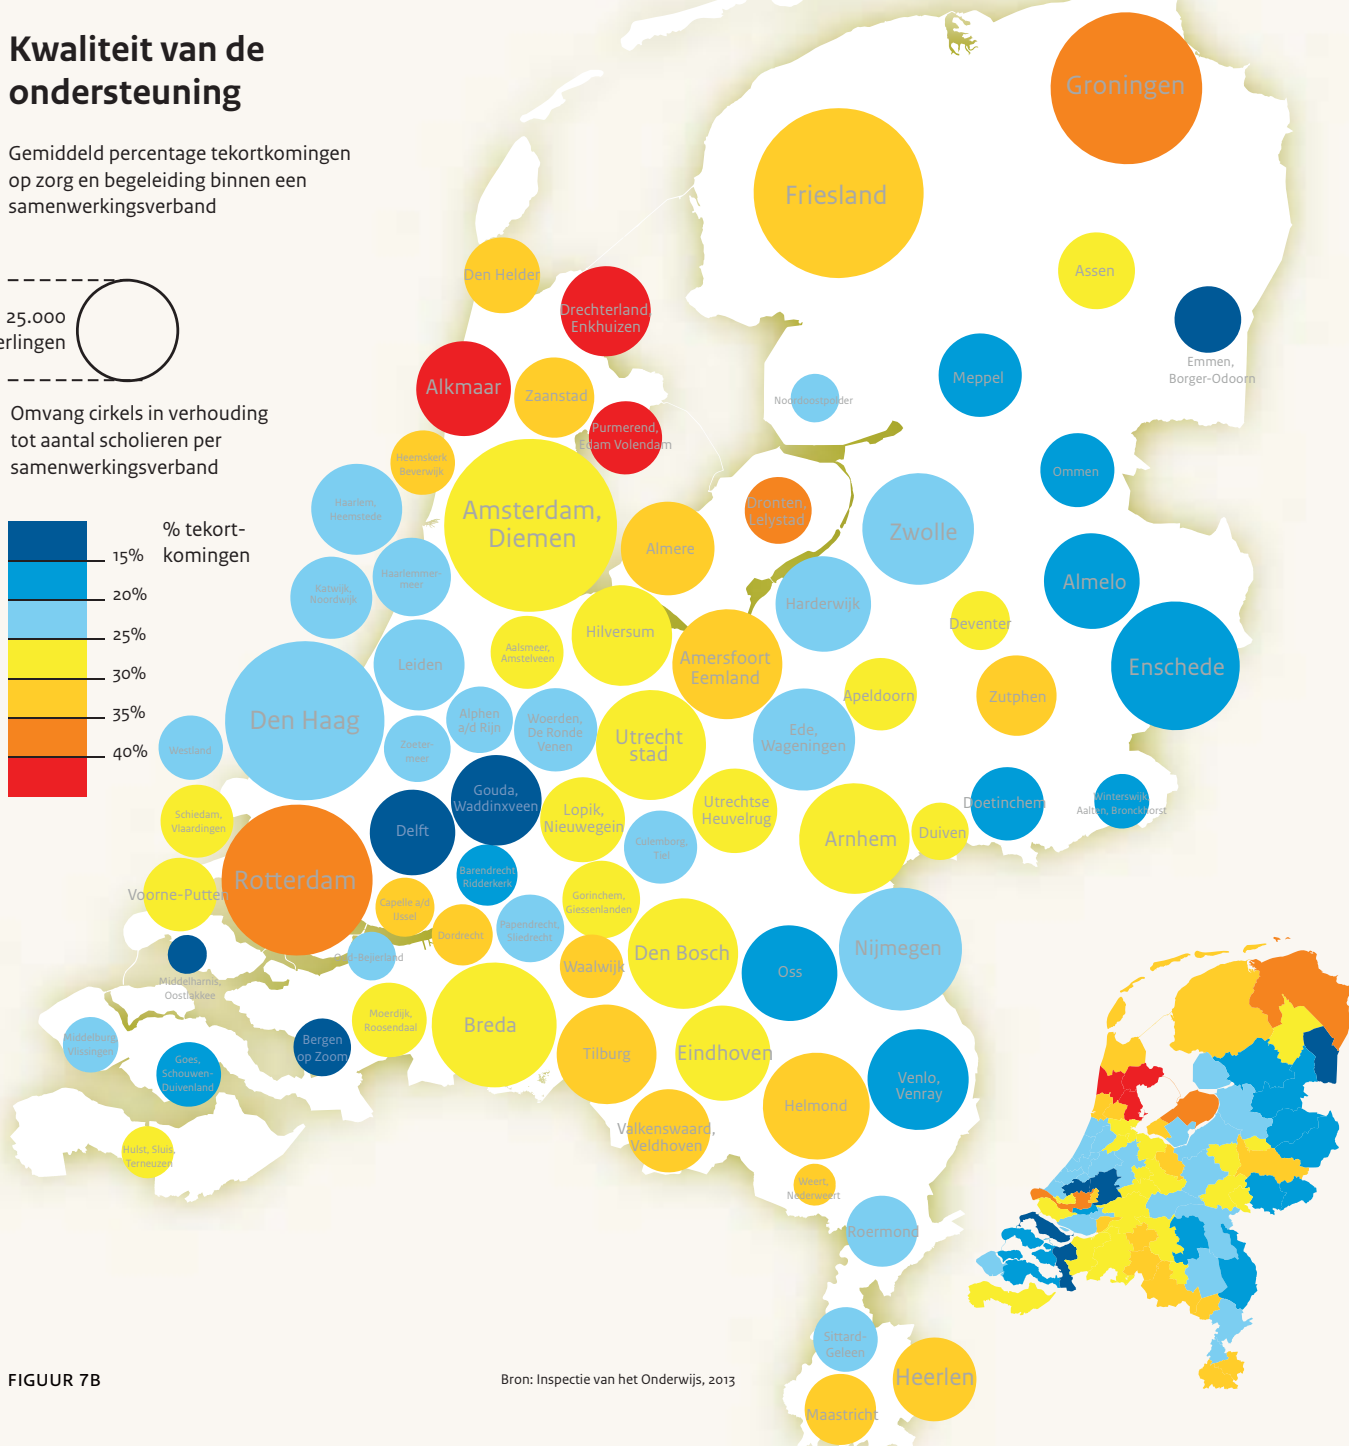 Kwaliteit van de
ondersteuning
Gemiddeld percentage tekortkomingen
op zorg en begeleiding binnen een
samenwerkingsverband
25.000
erlingen
Omvang cirkels in verhouding
tot aantal scholieren per
samenwerkingsverband
% tekort-
komingen
15%
20%
25%
30%
35%
40%
Groningen
Friesland
Assen
Den Helder
Drechterland,
Enkhuizen
Emmen,
Borger-Odoorn
Alkmaar
Zaanstad
Meppel
Noordoostpolder
Purmerend,
Edam Volendam
Heemskerk
Beverwijk
Ommen
Haarlem,
Heemstede
Amsterdam,
Diemen
Dronten,
Lelystad
Zwolle
Almere
Haarlemmer-
meer
Almelo
Katwijk,
Noordwijk
Harderwijk
Deventer
Hilversum
Aalsmeer,
Amstelveen
Amersfoort
Eemland
Leiden
Enschede
Apeldoorn
Zutphen
Den Haag
Alphen
a/d Rijn
Woerden,
De Ronde
Venen
Utrecht
stad
Ede,
Wageningen
Westland
Zoeter-
meer
Gouda,
Waddinxveen
Utrechtse
Heuvelrug
Doetinchem
Winterswijk
Aalten, Bronckhorst
Schiedam,
Vlaardingen
Delft
Lopik,
Nieuwegein
Arnhem
Duiven
Culemborg,
Tiel
Rotterdam
Barendrecht
Ridderkerk
Voorne-Putten
Capelle a/d
IJssel
Gorinchem,
Giessenlanden
Dordrecht
Papendrecht,
Sliedrecht
Den Bosch
Nijmegen
Oud-Beijerland
Waalwijk
Oss
Middelharnis,
Oostlakkee
Moerdijk,
Roosendaal
Breda
Middelburg,
Vlissingen
Bergen
op Zoom
Tilburg
Eindhoven
Goes,
Schouwen-
Duivenland
Venlo,
Venray
Helmond
Valkenswaard,
Veldhoven
Hulst, Sluis,
Terneuzen
Weert,
Nederweert
Roermond
Sittard-
Geleen
Heerlen
Maastricht
FIGUUR 7B
Bron: Inspectie van het Onderwijs, 2013